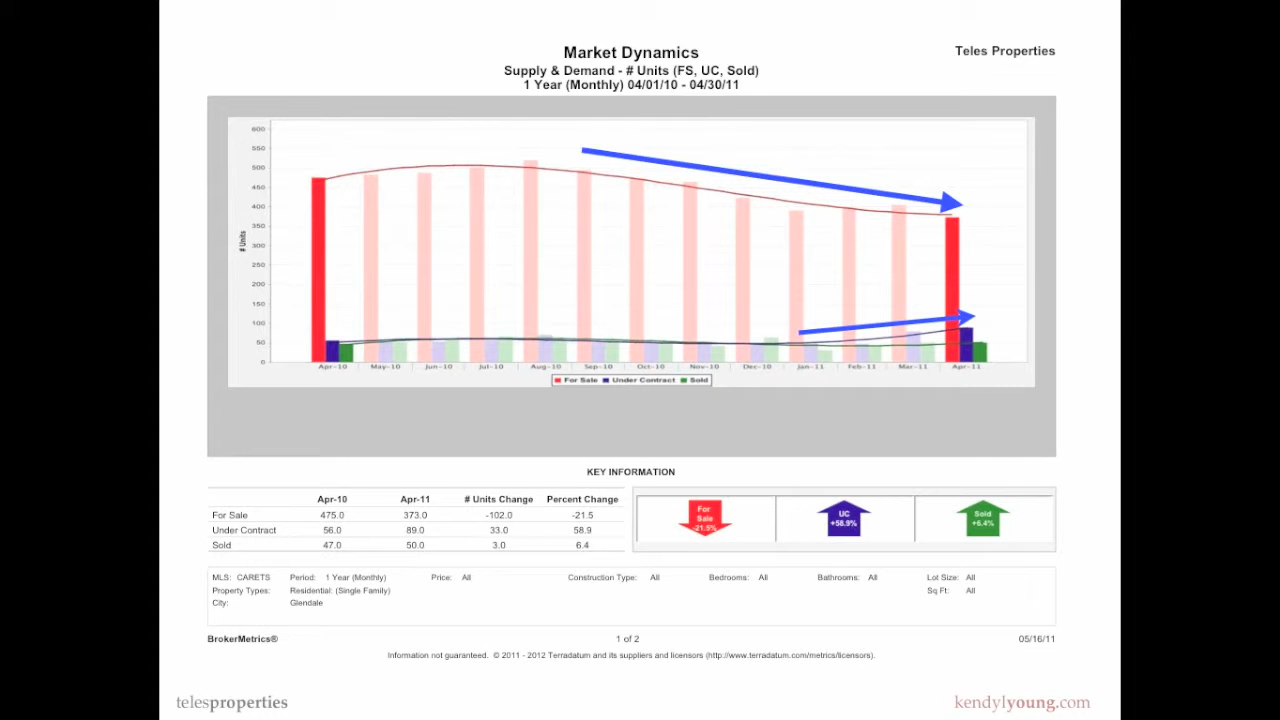 Market Dynamics
Teles Properties
Supply & Demand - # Units (FS, UC, Sold)
1 Year (Monthly) 04/01/10 - 04/30/11
# Units
600
550
500
450
400
350
300
250
200
150
100
50
0
Apr-10 May-10 Jun-10 Jul-10 Aug-10 Sep-10 Oct-10 Nov-10 Dec-10 Jan-11 Feb-11 Mar-11 Apr-11
For Sale Under Contract Sold
KEY INFORMATION
Apr-10 Apr-11 # Units Change Percent Change
For Sale 475.0 373.0 -102.0 -21.5
Under Contract 56.0 89.0 33.0 58.9
Sold 47.0 50.0 3.0 6.4
For
Sale
-21.5%
UC
+58.9%
Sold
+6.4%
MLS: CARETS Period: 1 Year (Monthly) Price: All Construction Type: All Bedrooms: All Bathrooms: All Lot Size: All
Property Types: Residential: (Single Family) Sq Ft: All
City: Glendale
BrokerMetrics® 1 of 2 05/16/11
Information not guaranteed. © 2011 - 2012 Terradatum and its suppliers and licensors (http://www.terradatum.com/metrics/licensors).
telesproperties kendylyoung.com